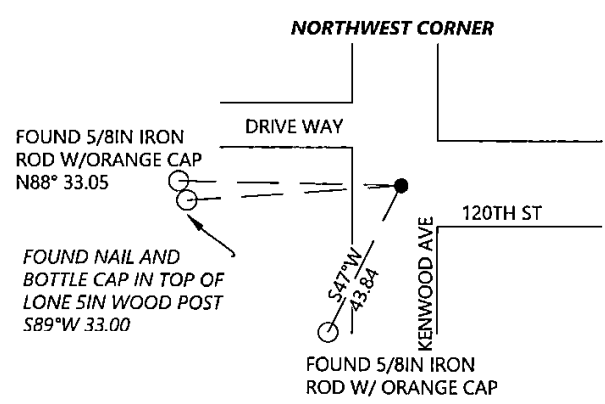 NORTHWEST CORNER
DRIVE WAY
FOUND 5/8IN IRON
ROD W/ORANGE CAP
N88° 33.05
120TH ST
FOUND NAIL AND
BOTTLE CAP IN TOP OF
LONE 5IN WOOD POST
S89°W 33.00
S47°W
43.84
KENWOOD AVE
FOUND 5/8IN IRON
ROD W/ ORANGE CAP